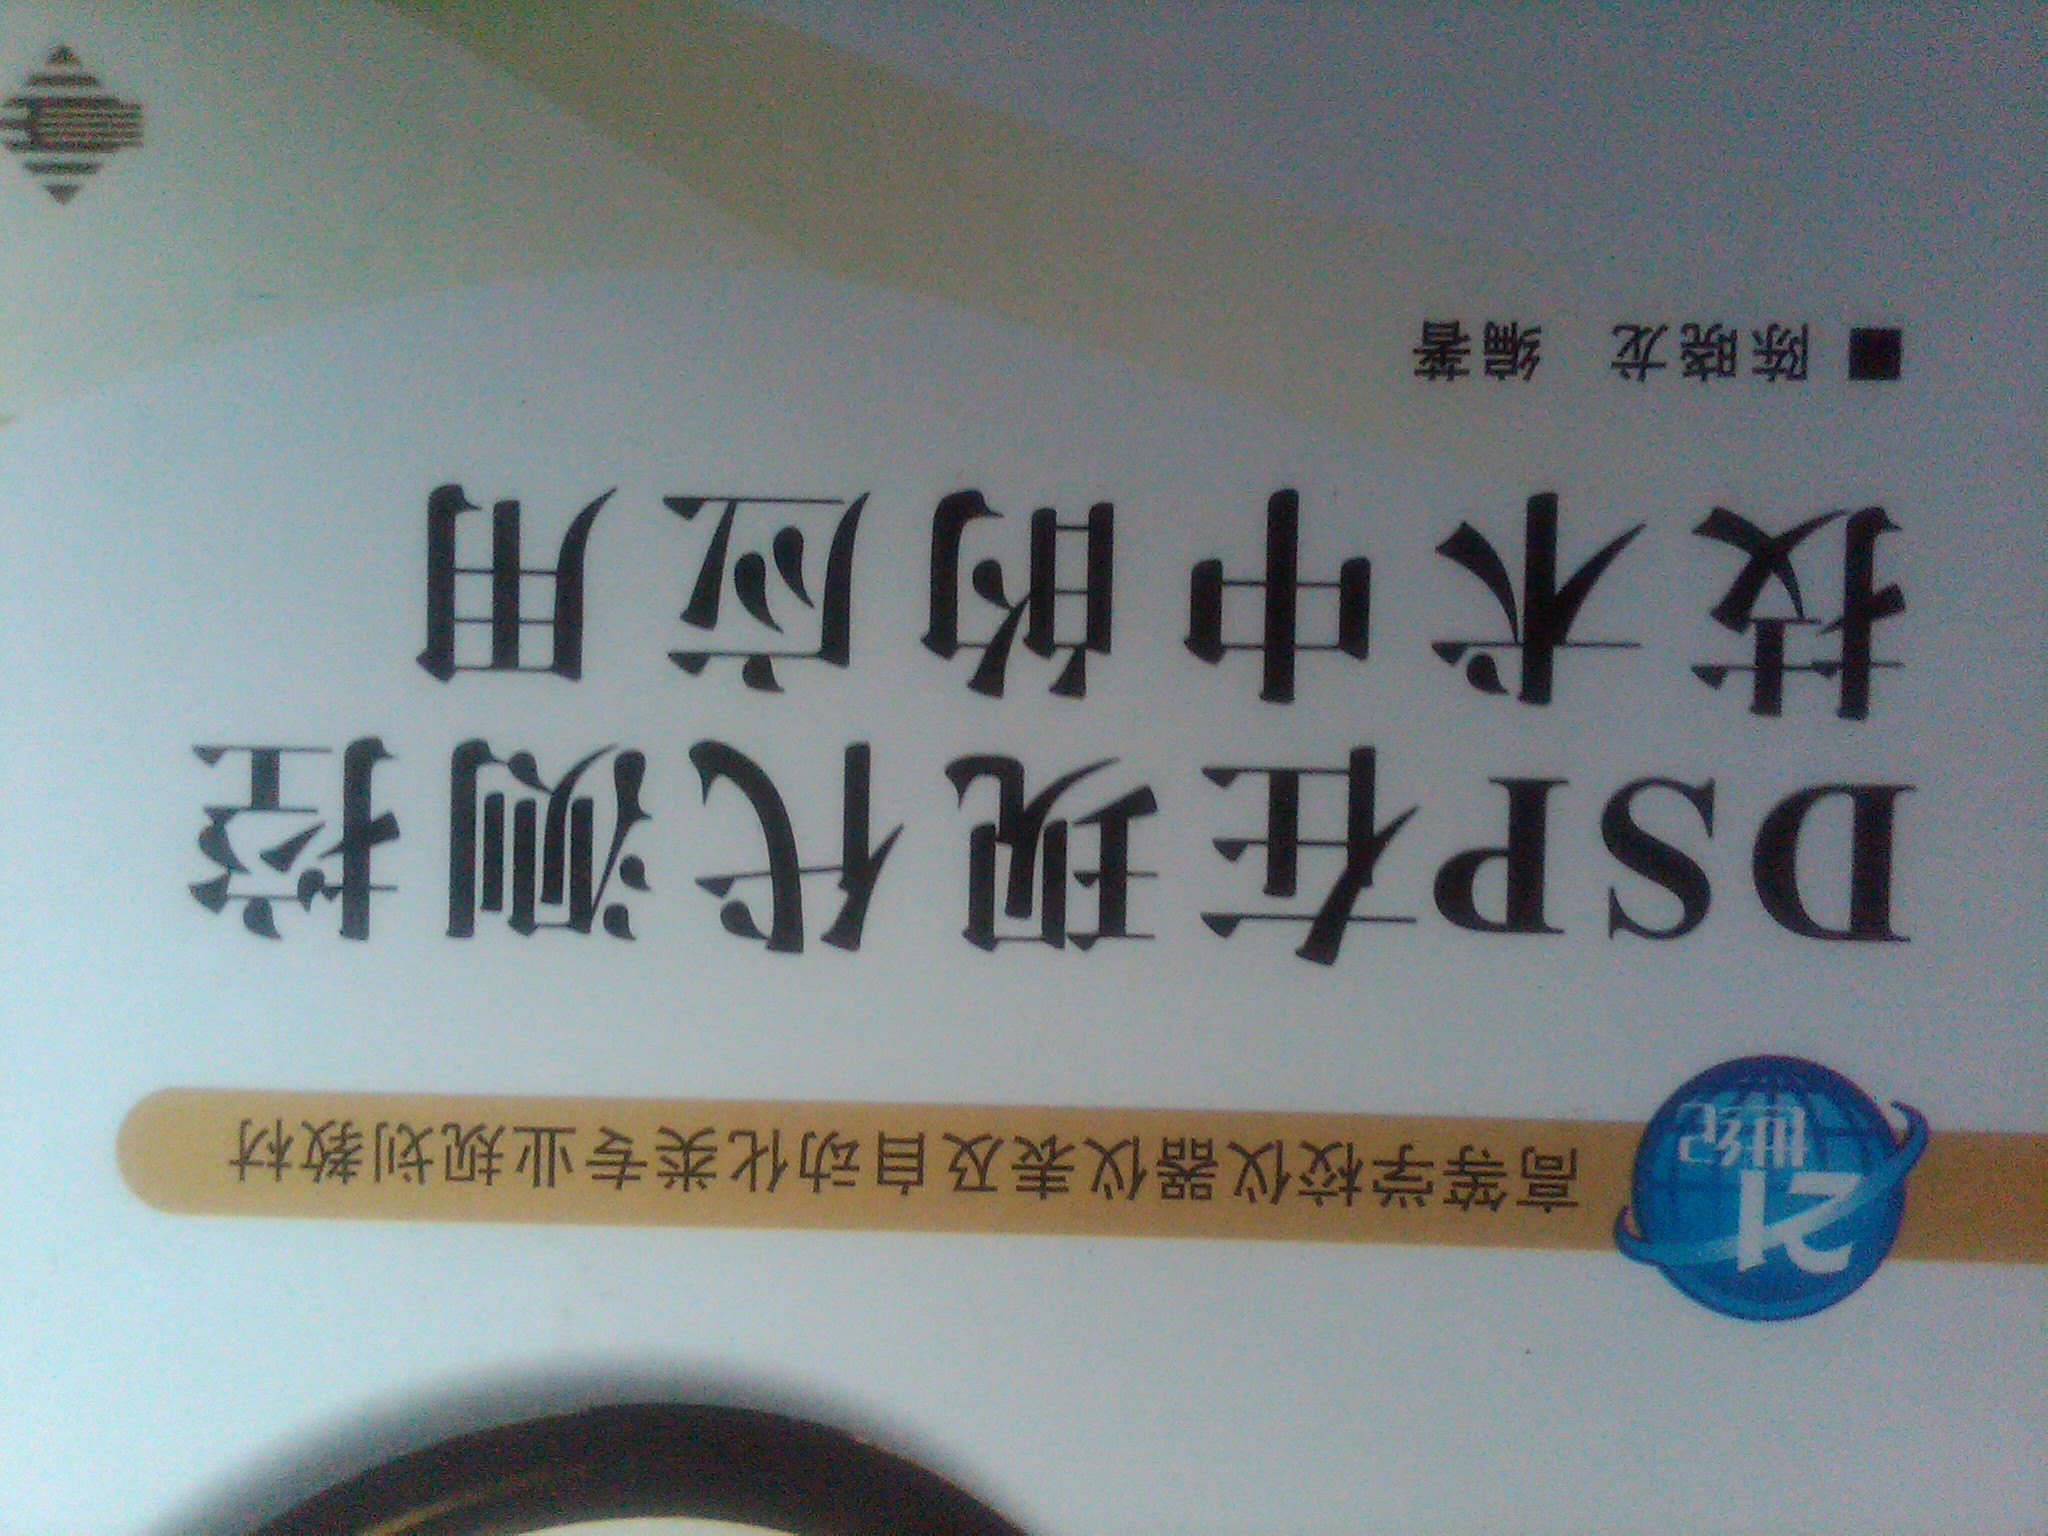 21
世纪
高等学校仪器仪表及自动化类专业规划教材
DSP在现代测控
技术中的应用
■ 陈晓龙 编著